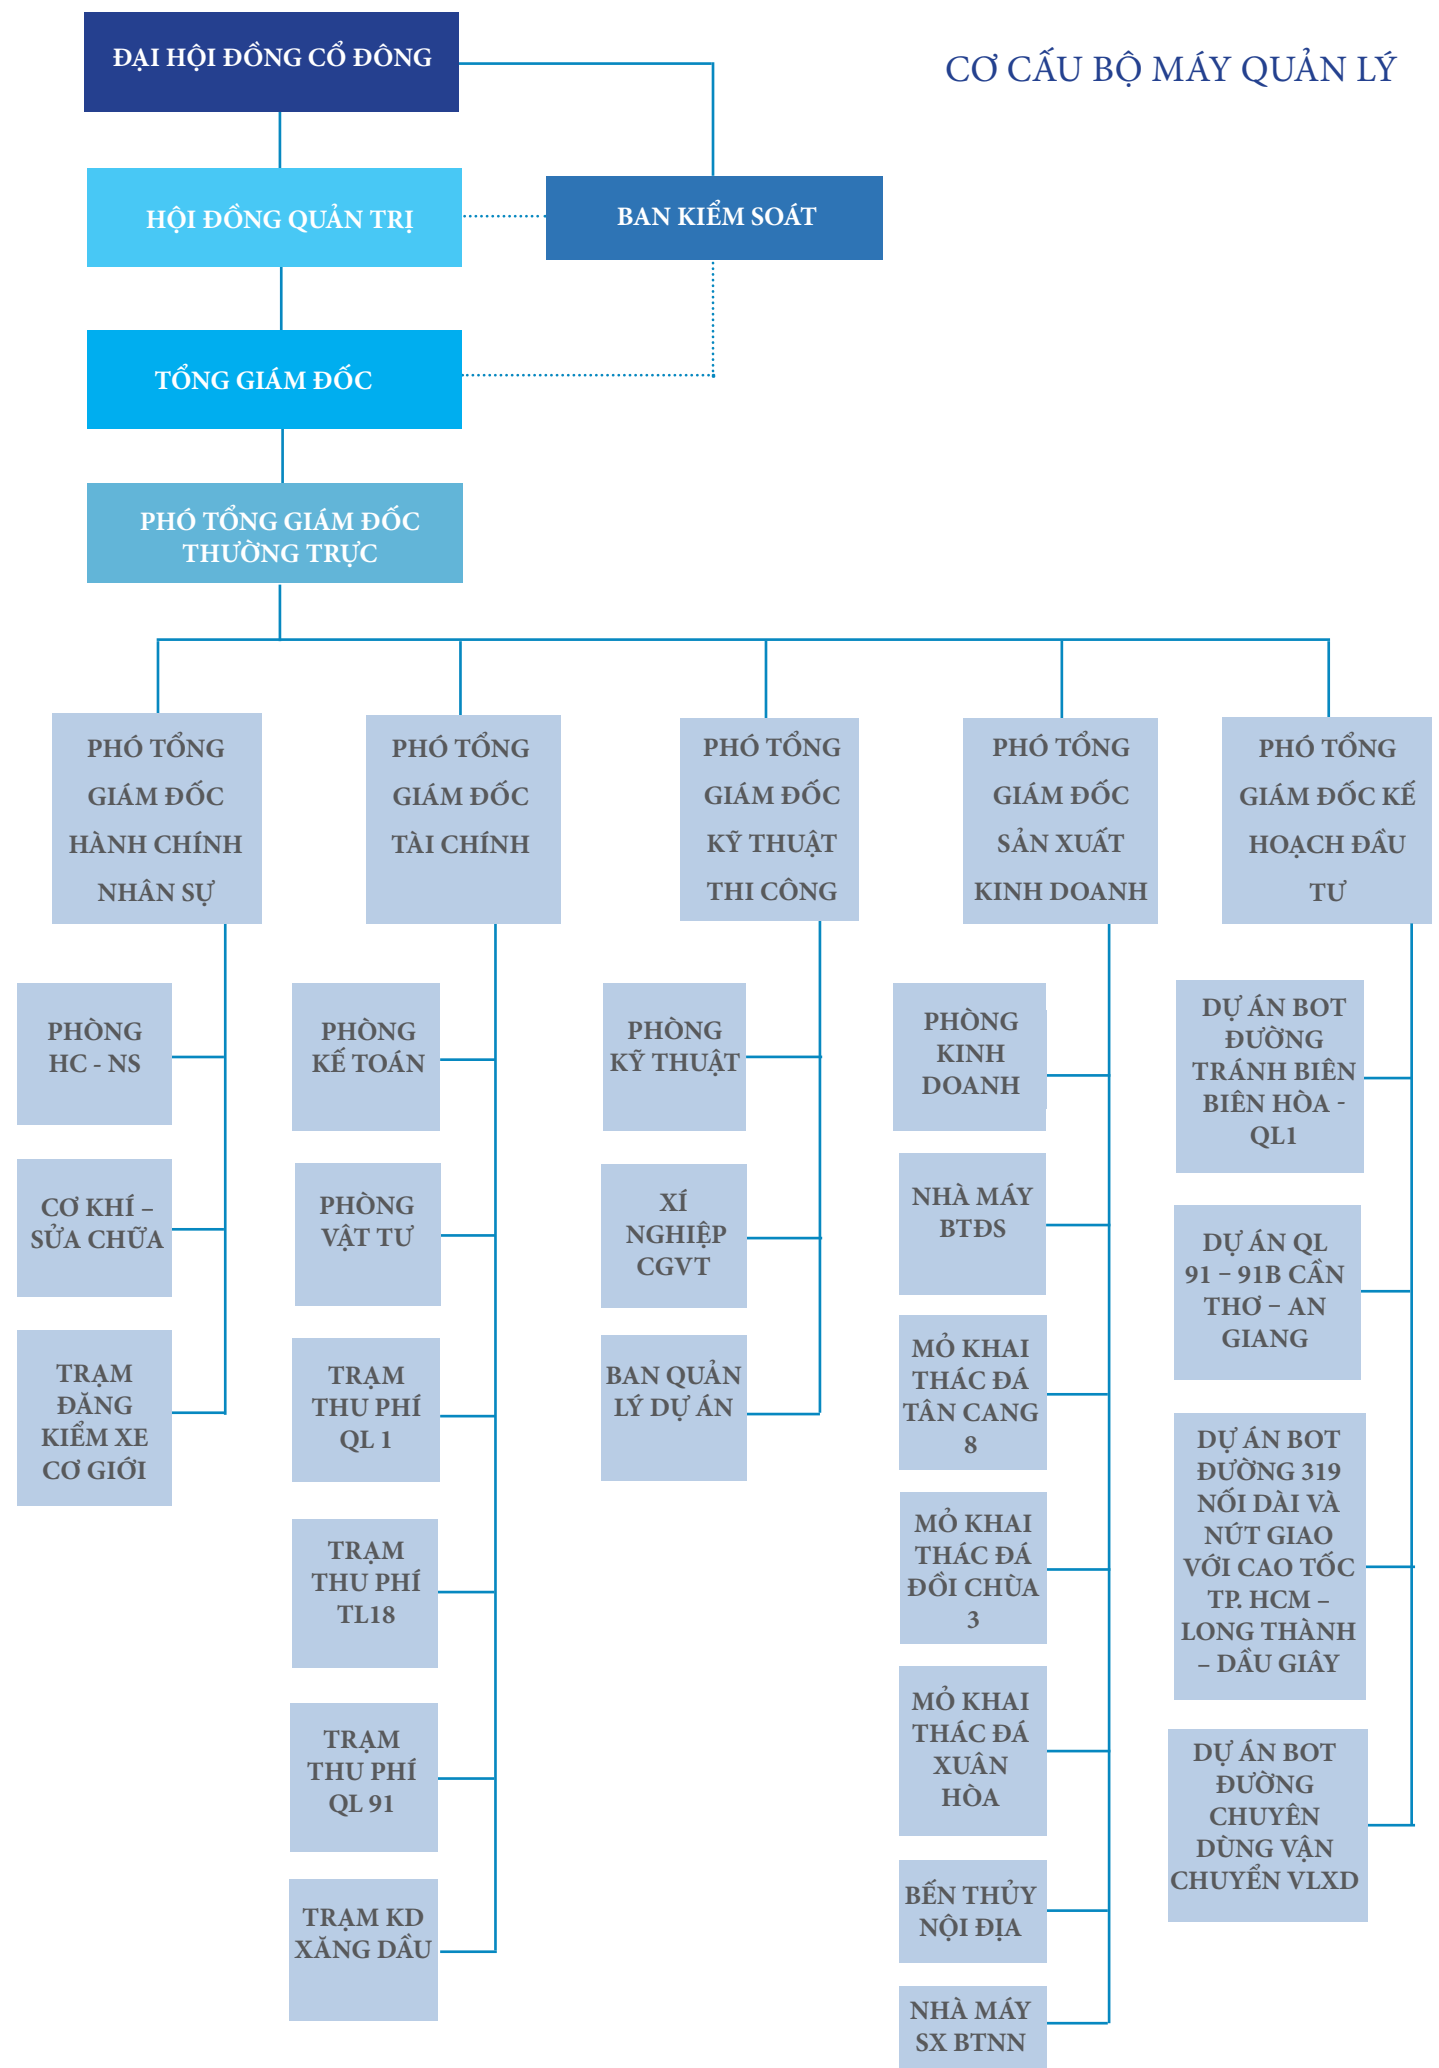 ĐẠI HỘI ĐỒNG CỔ ĐÔNG
CƠ CẤU BỘ MÁY QUẢN LÝ
HỘI ĐỒNG QUẢN TRỊ
BAN KIỂM SOÁT
TỔNG GIÁM ĐỐC
PHÓ TỔNG GIÁM ĐỐC
THƯỜNG TRỰC
PHÓ TỔNG
GIÁM ĐỐC
HÀNH CHÍNH
NHÂN SỰ
PHÓ TỔNG
GIÁM ĐỐC
TÀI CHÍNH
PHÓ TỔNG
GIÁM ĐỐC
KỸ THUẬT
THI CÔNG
PHÓ TỔNG
GIÁM ĐỐC
SẢN XUẤT
KINH DOANH
PHÓ TỔNG
GIÁM ĐỐC KẾ
HOẠCH ĐẦU
TƯ
PHÒNG
HC - NS
CƠ KHÍ –
SỬA CHỮA
TRẠM
ĐĂNG
KIỂM XE
CƠ GIỚI
PHÒNG
KẾ TOÁN
PHÒNG
VẬT TƯ
TRẠM
THU PHÍ
QL 1
TRẠM
THU PHÍ
TL18
TRẠM
THU PHÍ
QL 91
TRẠM KD
XĂNG DẦU
PHÒNG
KỸ THUẬT
XÍ
NGHIỆP
CGVT
BAN QUẢN
LÝ DỰ ÁN
PHÒNG
KINH
DOANH
NHÀ MÁY
BTĐS
MỎ KHAI
THÁC ĐÁ
TÂN CANG
8
MỎ KHAI
THÁC ĐÁ
ĐỒI CHÙA
3
MỎ KHAI
THÁC ĐÁ
XUÂN
HÒA
BẾN THỦY
NỘI ĐỊA
NHÀ MÁY
SX BTNN
DỰ ÁN BOT
ĐƯỜNG
TRÁNH BIÊN
BIÊN HÒA -
QL1
DỰ ÁN QL
91 – 91B CẦN
THƠ – AN
GIANG
DỰ ÁN BOT
ĐƯỜNG 319
NỐI DÀI VÀ
NÚT GIAO
VỚI CAO TỐC
TP. HCM –
LONG THÀNH
– DẦU GIÂY
DỰ ÁN BOT
ĐƯỜNG
CHUYÊN
DÙNG VẬN
CHUYỂN VLXD